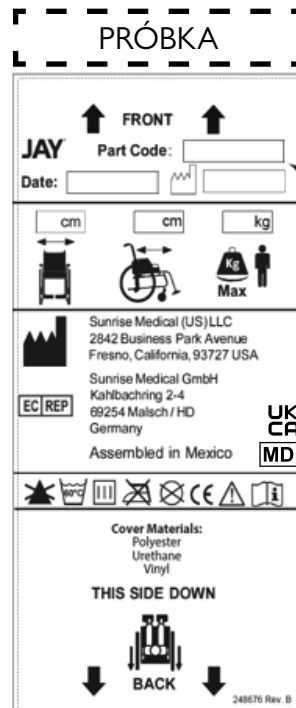 PRÓBKA
FRONT
JAY
Part Code:
Date:
cm
cm
kg
Kg
Max
Sunrise Medical (US) LLC
2842 Business Park Avenue
Fresno, California, 93727 USA
EC REP
Sunrise Medical GmbH
Kahlbachring 2-4
69254 Malsch / HD
Germany
UK
CA
Assembled in Mexico
MD
60°C
CE
i
Cover Materials:
Polyester
Urethane
Vinyl
THIS SIDE DOWN
BACK
248676 Rev. B